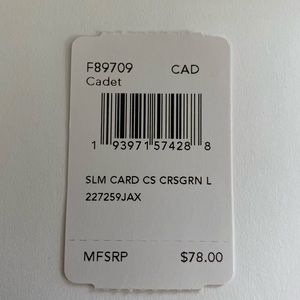 F89709 CAD
Cadet
1 93971 57428 8
SLM CARD CS CRSGRN L
227259JAX
MFSRP $78.00